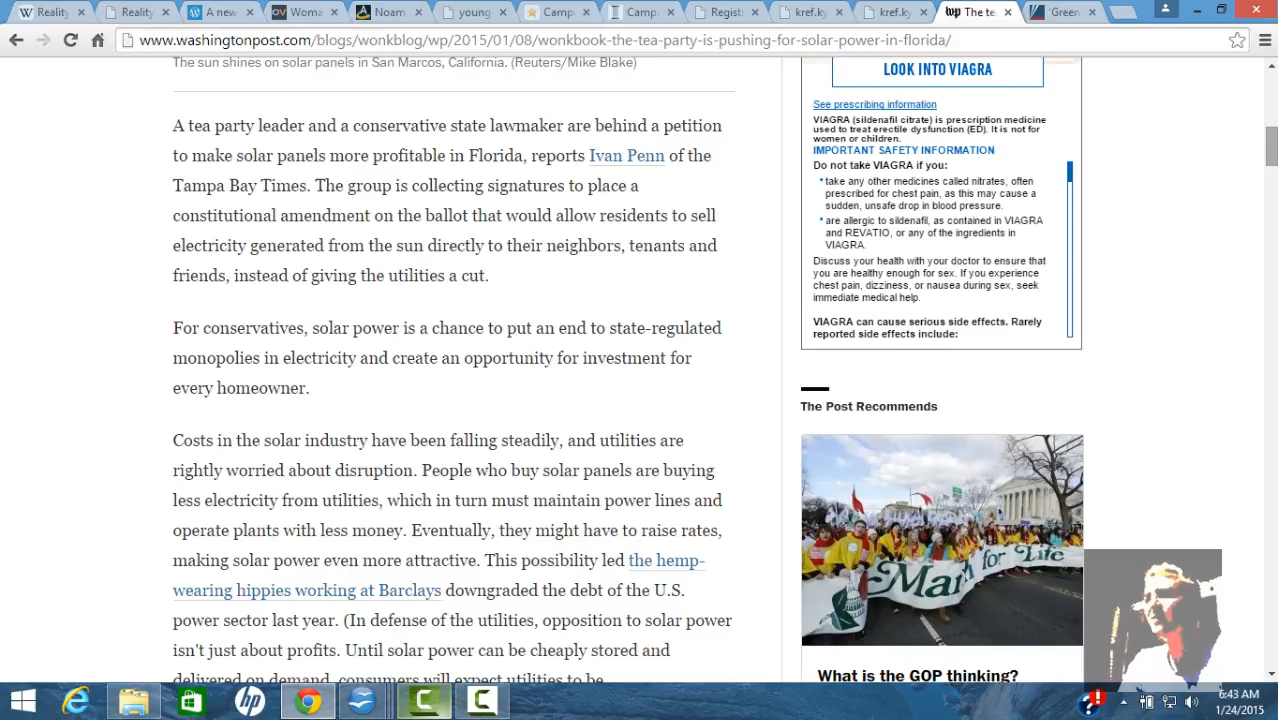 Reality
Reality
A new
Woma
Noam
young
Camp
Camp
Registr
kref.ky
kref.ky
The te
'Green
www.washingtonpost.com/blogs/wonkblog/wp/2015/01/08/wonkbook-the-tea-party-is-pushing-for-solar-power-in-florida/
The sun shines on solar panels in San Marcos, California. (Reuters/Mike Blake)
A tea party leader and a conservative state lawmaker are behind a petition
to make solar panels more profitable in Florida, reports Ivan Penn of the
Tampa Bay Times. The group is collecting signatures to place a
constitutional amendment on the ballot that would allow residents to sell
electricity generated from the sun directly to their neighbors, tenants and
friends, instead of giving the utilities a cut.
For conservatives, solar power is a chance to put an end to state-regulated
monopolies in electricity and create an opportunity for investment for
every homeowner.
Costs in the solar industry have been falling steadily, and utilities are
rightly worried about disruption. People who buy solar panels are buying
less electricity from utilities, which in turn must maintain power lines and
operate plants with less money. Eventually, they might have to raise rates,
making solar power even more attractive. This possibility led the hemp-
wearing hippies working at Barclays downgraded the debt of the U.S.
power sector last year. (In defense of the utilities, opposition to solar power
isn't just about profits. Until solar power can be cheaply stored and
delivered on demand, consumers will expect utilities to be
LOOK INTO VIAGRA
See prescribing information
VIAGRA (sildenafil citrate) is prescription medicine
used to treat erectile dysfunction (ED). It is not for
women or children.
IMPORTANT SAFETY INFORMATION
Do not take VIAGRA if you:
• take any other medicines called nitrates, often
prescribed for chest pain, as this may cause a
sudden, unsafe drop in blood pressure.
• are allergic to sildenafil, as contained in VIAGRA
and REVATIO, or any of the ingredients in
VIAGRA.
Discuss your health with your doctor to ensure that
you are healthy enough for sex. If you experience
chest pain, dizziness, or nausea during sex, seek
immediate medical help.
VIAGRA can cause serious side effects. Rarely
reported side effects include:
The Post Recommends
for Life
What is the GOP thinking?
6:43 AM
1/24/2015